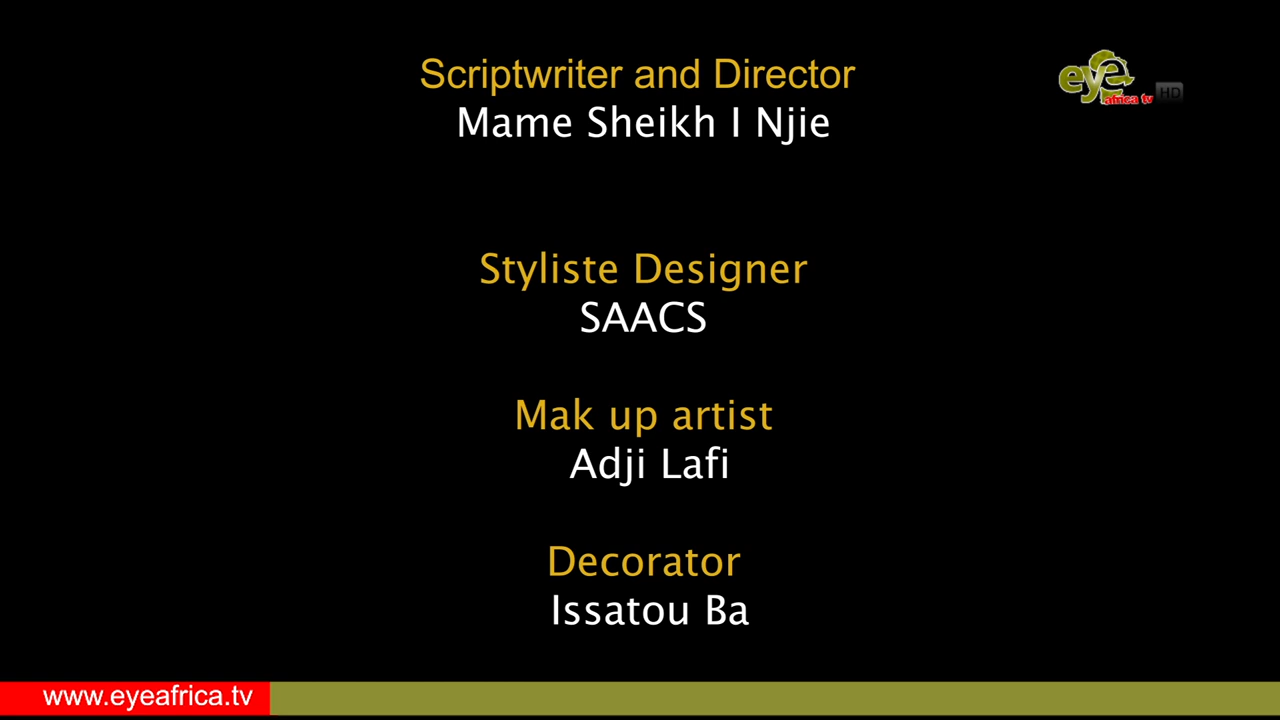 Scriptwriter and Director
Mame Sheikh I Njie
eye
africa tv HD
Styliste Designer
SAACS
Mak up artist
Adji Lafi
Decorator
Issatou Ba
www.eyeafrica.tv